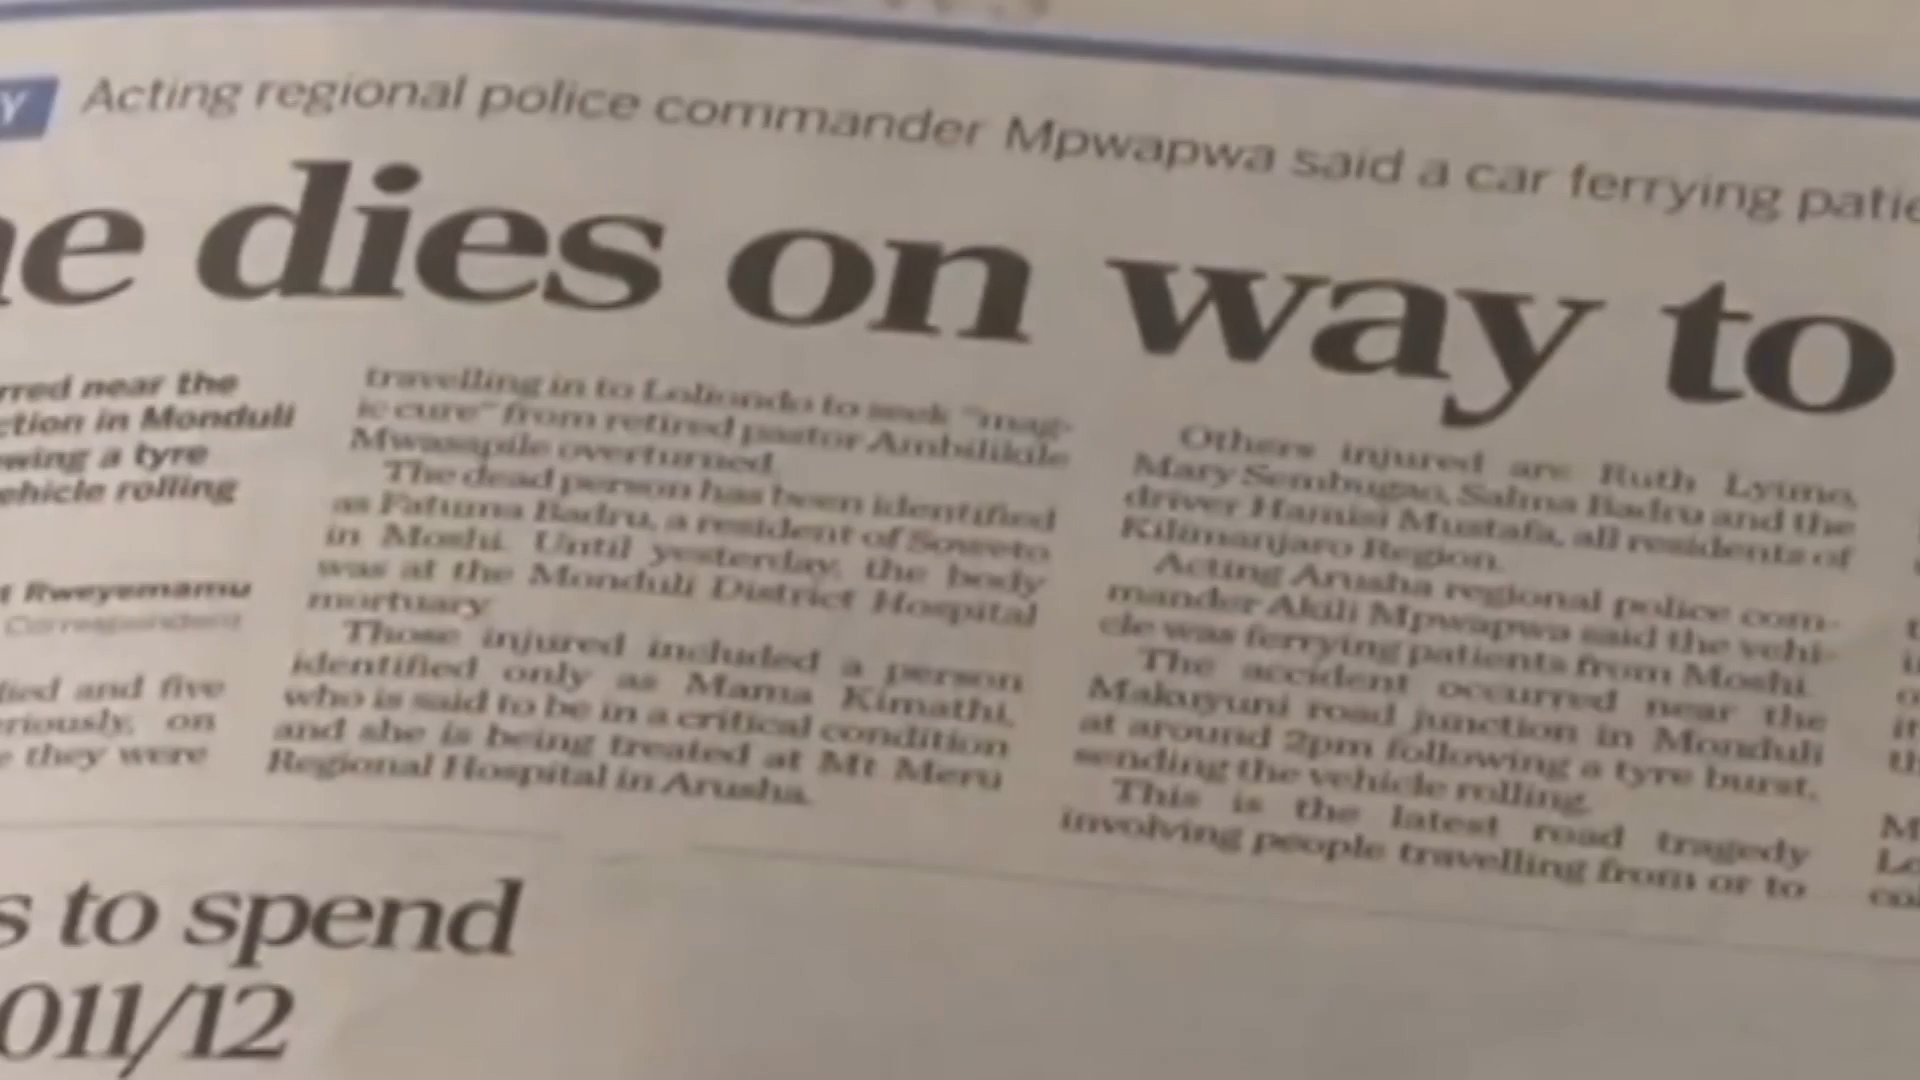 Y Acting regional police commander Mpwapwa said a car ferrying patie
e dies on way to
rred near the
ction in Monduli
wing a tyre
ehicle rolling
t Rweyemamu
Correspondent
died and five
eriously, on
e they were
travelling in to Loliondo to seek "mag-
ic cure" from retired pastor Ambilikile
Mwasapile overturned.
The dead person has been identified
as Fatuma Badru, a resident of Soweto
in Moshi. Until yesterday, the body
was at the Monduli District Hospital
mortuary.
Those injured included a person
identified only as Mama Kimathi,
who is said to be in a critical condition
and she is being treated at Mt Meru
Regional Hospital in Arusha.
Others injured are Ruth Lyimo,
Mary Sembugao, Salma Badru and the
driver Hamisi Mustafa, all residents of
Kilimanjaro Region.
Acting Arusha regional police com-
mander Akili Mpwapwa said the vehi-
cle was ferrying patients from Moshi.
The accident occurred near the
Makuyuni road junction in Monduli
at around 2pm following a tyre burst,
sending the vehicle rolling.
This is the latest road tragedy
involving people travelling from or to
s to spend
011/12